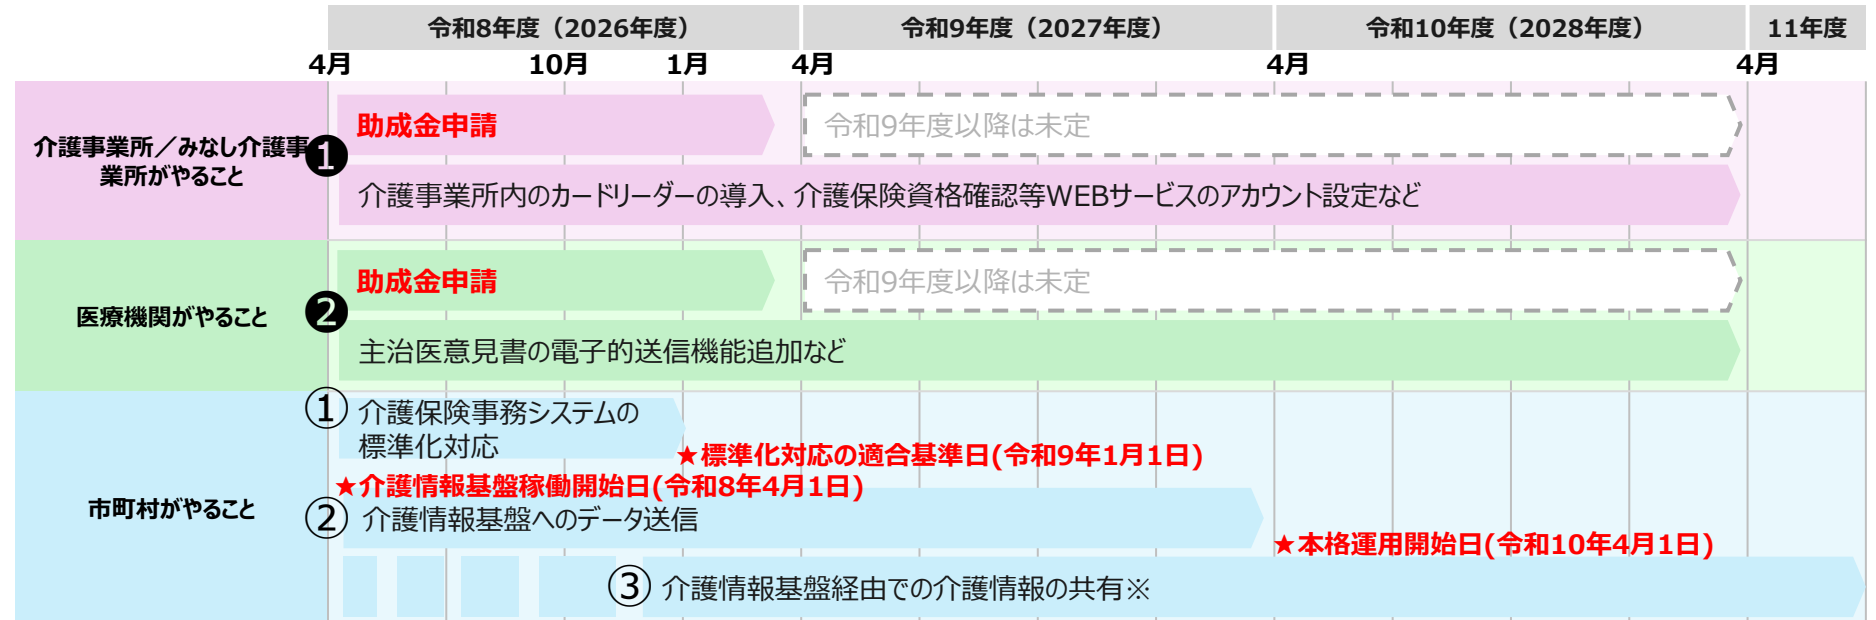 令和8年度（2026年度）
令和9年度（2027年度）
令和10年度（2028年度）
11年度
4月
10月
1月
4月
4月
4月
介護事業所／みなし介護事
業所がやること
❶
助成金申請
令和9年度以降は未定
介護事業所内のカードリーダーの導入、介護保険資格確認等WEBサービスのアカウント設定など
医療機関がやること
❷
助成金申請
令和9年度以降は未定
主治医意見書の電子的送信機能追加など
市町村がやること
① 介護保険事務システムの
標準化対応
★標準化対応の適合基準日(令和9年1月1日)
★介護情報基盤稼働開始日(令和8年4月1日)
② 介護情報基盤へのデータ送信
★本格運用開始日(令和10年4月1日)
③ 介護情報基盤経由での介護情報の共有※